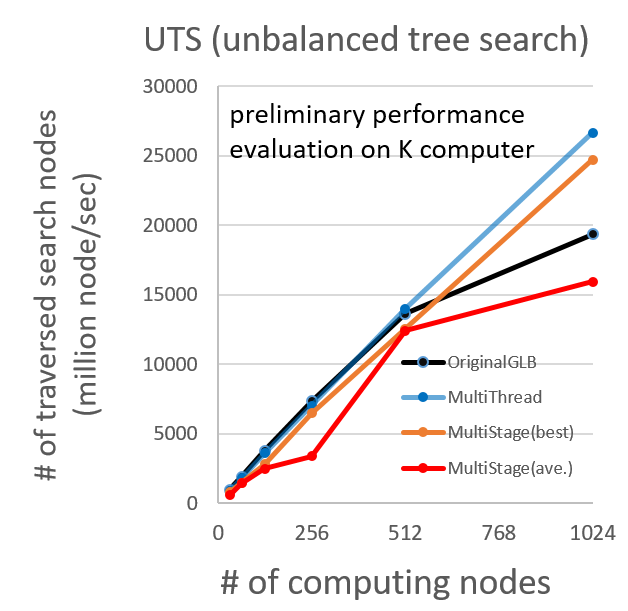 UTS (unbalanced tree search)
# of traversed search nodes
(million node/sec)
30000
25000
20000
15000
10000
5000
0
preliminary performance
evaluation on K computer
OriginalGLB
MultiThread
MultiStage(best)
MultiStage(ave.)
0 256 512 768 1024
# of computing nodes